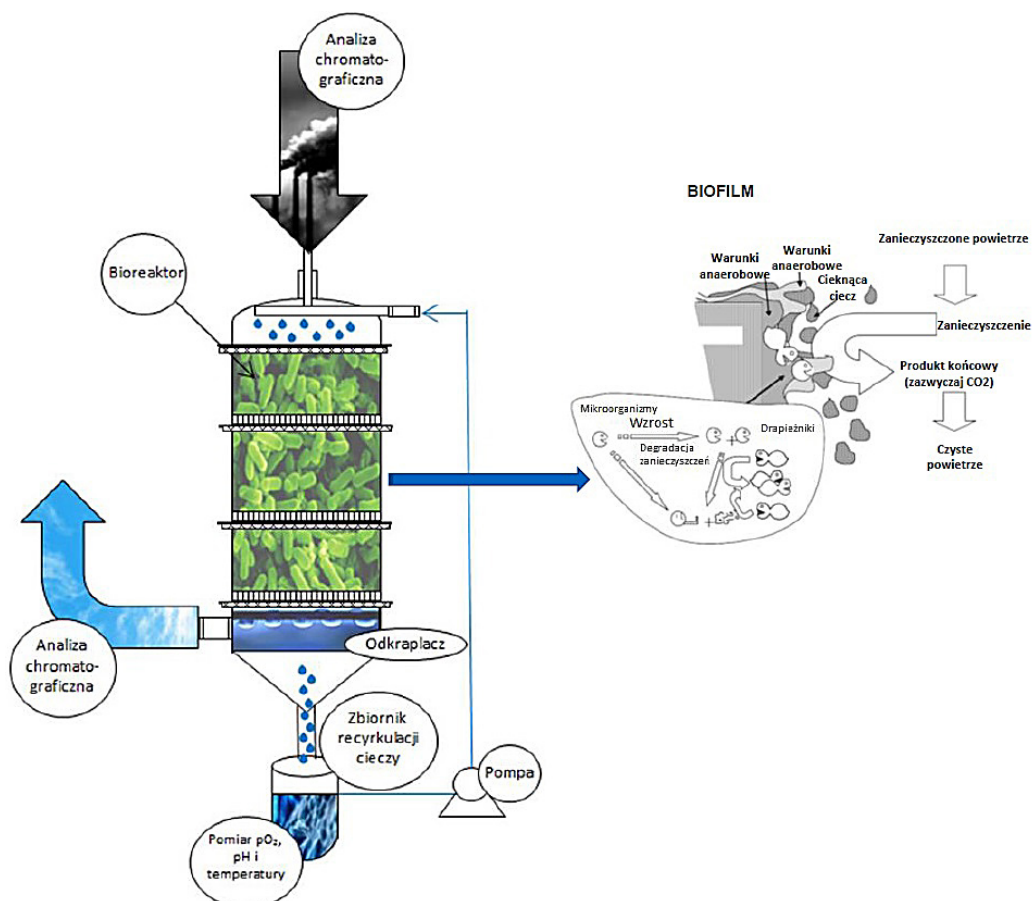 Analiza
chromato-
graficzna
Bioreaktor
Analiza
chromato-
graficzna
Odkraplacz
Zbiornik
recyrkulacji
cieczy
Pompa
Pomiar pO₂,
pH i
temperatury
BIOFILM
Warunki
anaerobowe
Warunki
anaerobowe
Cieknąca
ciecz
Zanieczyszczone powietrze
Zanieczyszczenie
Produkt końcowy
(zazwyczaj CO2)
Czyste
powietrze
Mikroorganizmy
Wzrost
Drapieżniki
Degradacja
zanieczyszczeń
+
+